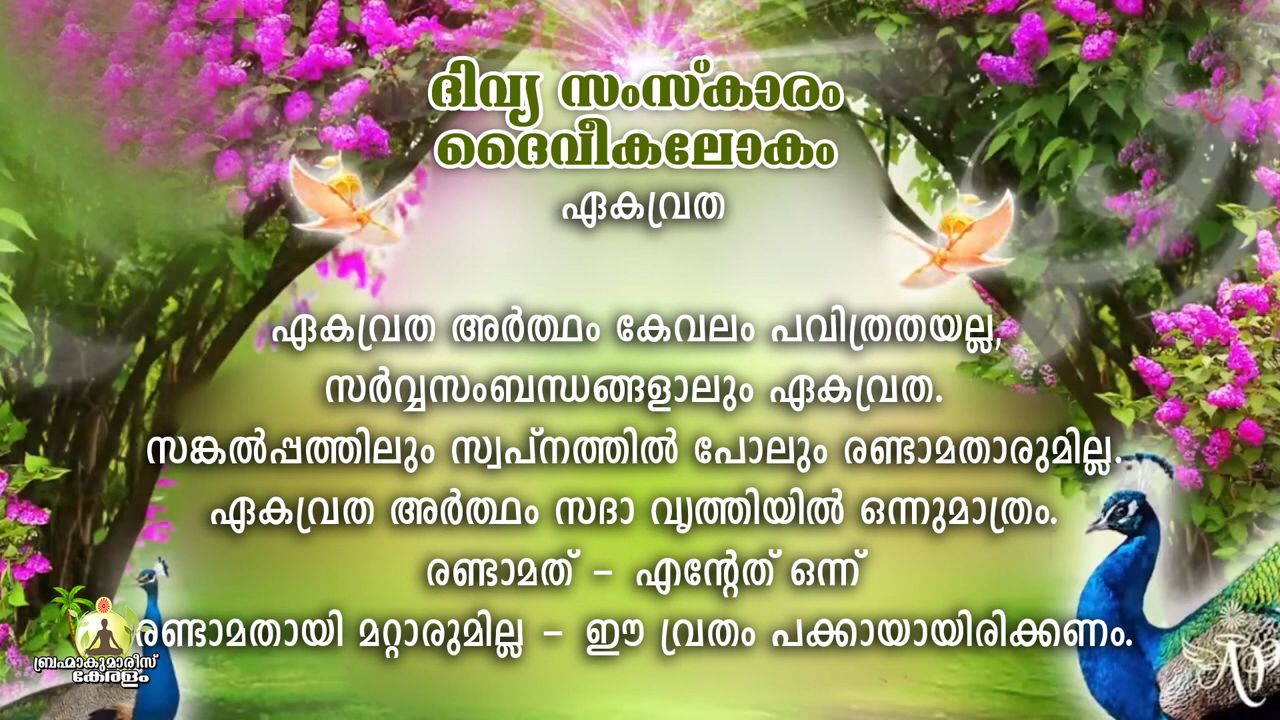 ദിവ്യ സംസ്കാരം
ദൈവീകലോകം
ഏകവ്രത
ഏകവ്രത അർത്ഥം കേവലം പവിത്രതയല്ല,
സർവ്വസംബന്ധങ്ങളാലും ഏകവ്രത.
സങ്കൽപ്പത്തിലും സ്വപ്നത്തിൽ പോലും രണ്ടാമതാരുമില്ല.
ഏകവ്രത അർത്ഥം സദാ വൃത്തിയിൽ ഒന്നുമാത്രം.
രണ്ടാമത് – എന്റേത് ഒന്ന്
രണ്ടാമതായി മറ്റാരുമില്ല – ഈ വ്രതം പക്കായായിരിക്കണം.
ബ്രഹ്മാകുമാരീസ്
കേരളം